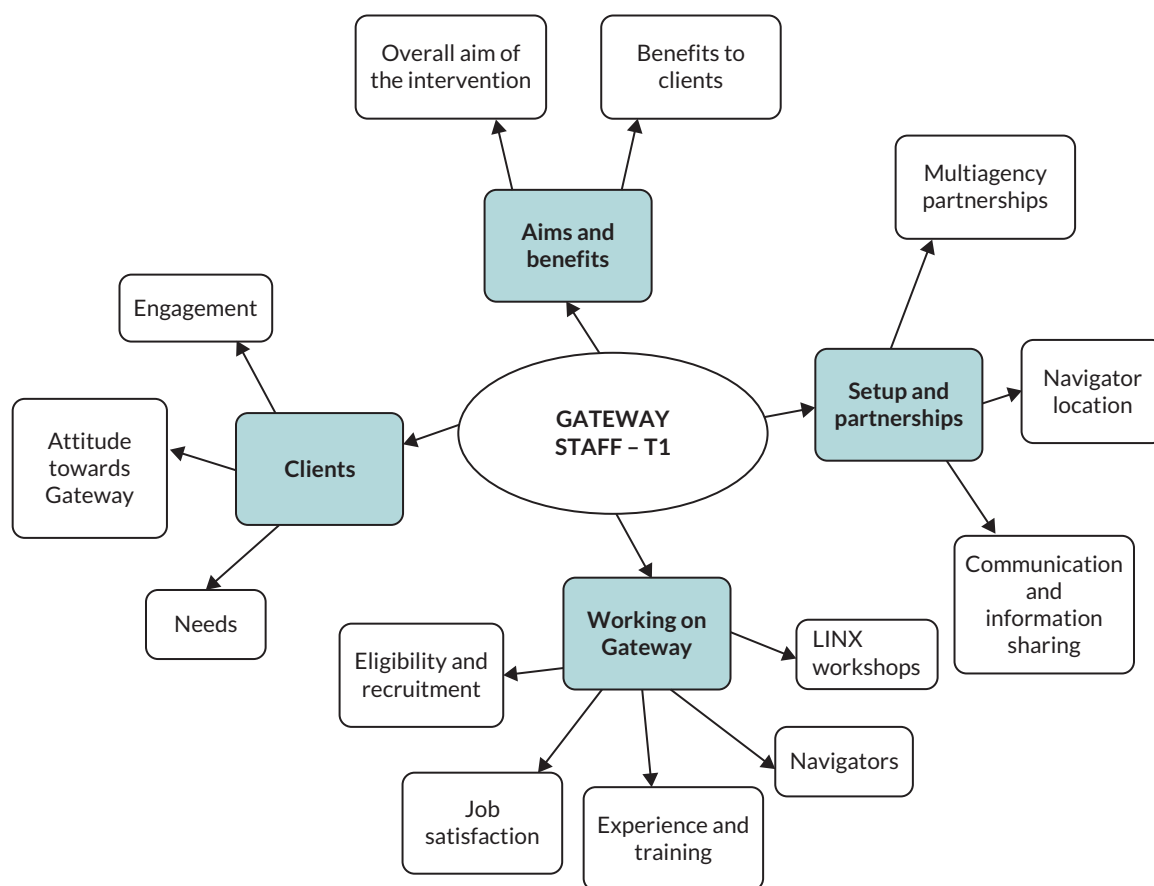 Overall aim of
the intervention
Benefits to
clients
Multiagency
partnerships
Aims and
benefits
Engagement
Setup and
partnerships
Navigator
location
GATEWAY
STAFF – T1
Attitude
towards
Gateway
Clients
Needs
Communication
and
information
sharing
Working on
Gateway
LINX
workshops
Eligibility and
recruitment
Navigators
Job
satisfaction
Experience and
training